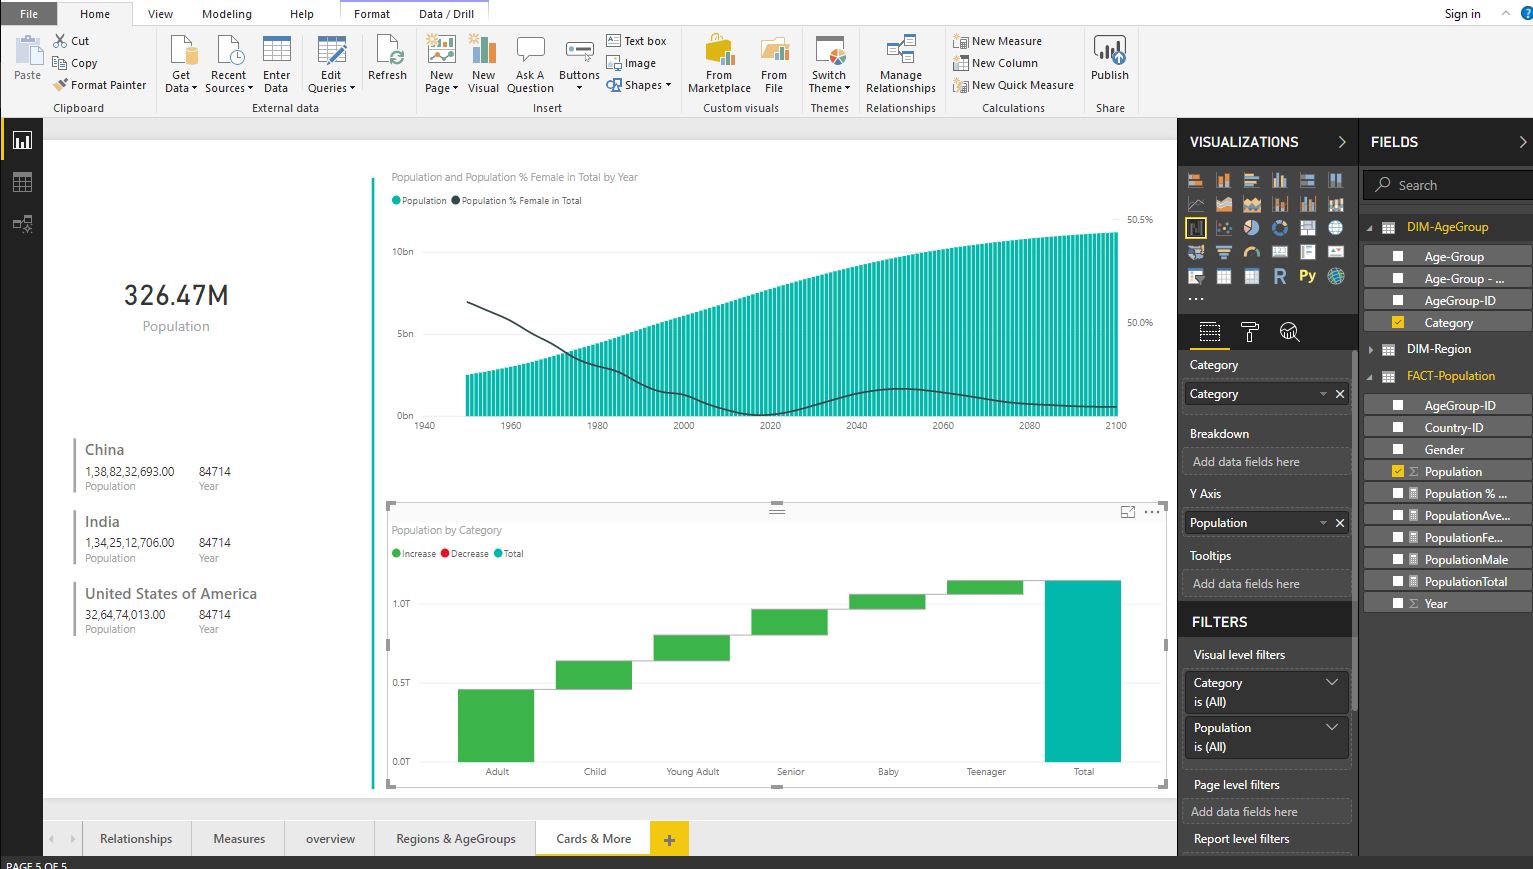 File Home View Modeling Help Format Data / Drill Sign in ?
Paste
Cut
Copy
Format Painter
Clipboard
Get Data
Recent Sources
Enter Data
Edit Queries
Refresh
External data
New Page
New Visual
Ask A Question
Buttons
Text box
Image
Shapes
Insert
From Marketplace
From File
Custom visuals
Switch Theme
Themes
Manage Relationships
Relationships
New Measure
New Column
New Quick Measure
Calculations
Publish
Share
326.47M
Population
China
1,38,82,32,693.00 84714
Population Year
India
1,34,25,12,706.00 84714
Population Year
United States of America
32,64,74,013.00 84714
Population Year
Population and Population % Female in Total by Year
Population Population % Female in Total
50.5%
10bn
50.0%
5bn
0bn
1940 1960 1980 2000 2020 2040 2060 2080 2100
Population by Category
Increase Decrease Total
1.0T
0.5T
0.0T
Adult Child Young Adult Senior Baby Teenager Total
VISUALIZATIONS
123
R Py
Category
Category
Breakdown
Add data fields here
Y Axis
Population
Tooltips
Add data fields here
FILTERS
Visual level filters
Category
is (All)
Population
is (All)
Page level filters
Add data fields here
Report level filters
FIELDS
Search
DIM-AgeGroup
Age-Group
Age-Group - ...
AgeGroup-ID
Category
DIM-Region
FACT-Population
AgeGroup-ID
Country-ID
Gender
Σ Population
Population % ...
PopulationAve...
PopulationFe...
PopulationMale
PopulationTotal
Σ Year
Relationships Measures overview Regions & AgeGroups Cards & More +
PAGE 5 OF 5